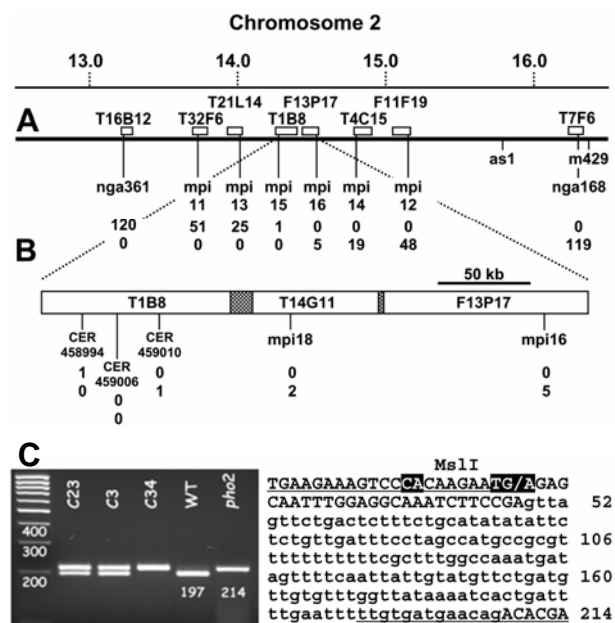 Chromosome 2
13.0 14.0 15.0 16.0
T21L14 F13P17 F11F19
A T16B12 T32F6 T1B8 T4C15 T7F6
as1 m429
nga361 mpi mpi mpi mpi mpi mpi nga168
11 13 15 16 14 12
120 51 25 1 0 0 0 0
0 0 0 0 5 19 48 119
B
50 kb
T1B8 T14G11 F13P17
CER 458994 CER 459006 CER 459010 mpi18 mpi16
1 0 0 0 0
0 0 1 2 5
C
C23 C3 C34 WT pho2
400
300
200
197 214
MslI
TGAAGAAAGTCCCACAAGAATG/AGAG
CAATTTGGAGGCAAATCTTCCGAgtta 52
gttctgactctttctgcatatatattc
tctgttgatttcctagccatgccgcgt 106
tttttttttttcgctttggccaaatgat
agttttcaattattgtatgttctgatg 160
ttgtgtttggttataaaatcactgatt
ttgaatttttttgtgatgaacagACACGA 214